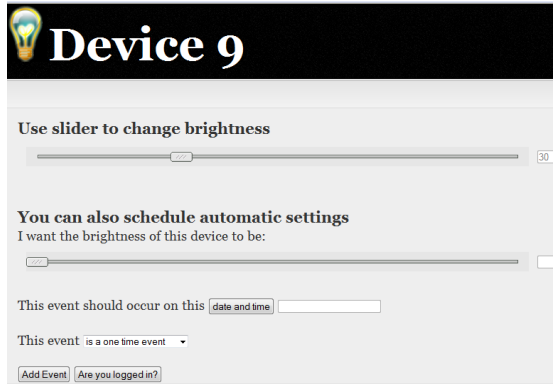 Device 9
Use slider to change brightness
30
You can also schedule automatic settings
I want the brightness of this device to be:
This event should occur on this date and time
This event is a one time event
Add Event Are you logged in?